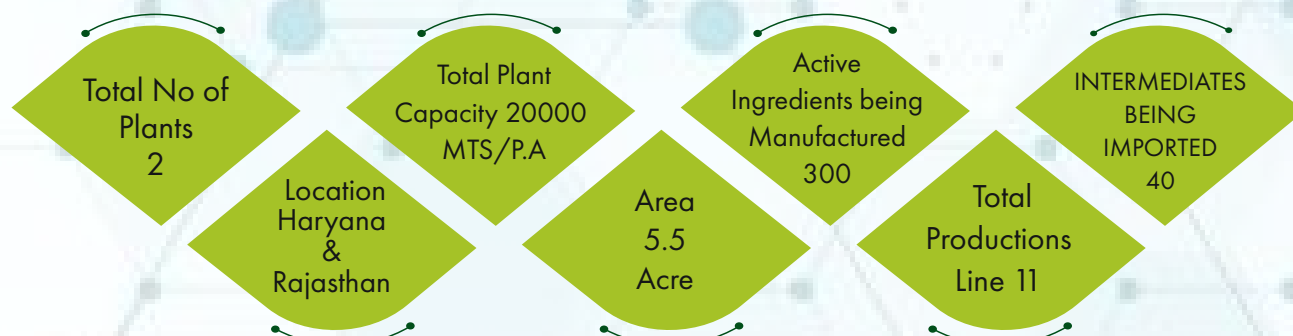 Total No of
Plants
2
Location
Haryana
&
Rajasthan
Total Plant
Capacity 20000
MTS/P.A
Area
5.5
Acre
Active
Ingredients being
Manufactured
300
Total
Productions
Line 11
INTERMEDIATES
BEING
IMPORTED
40